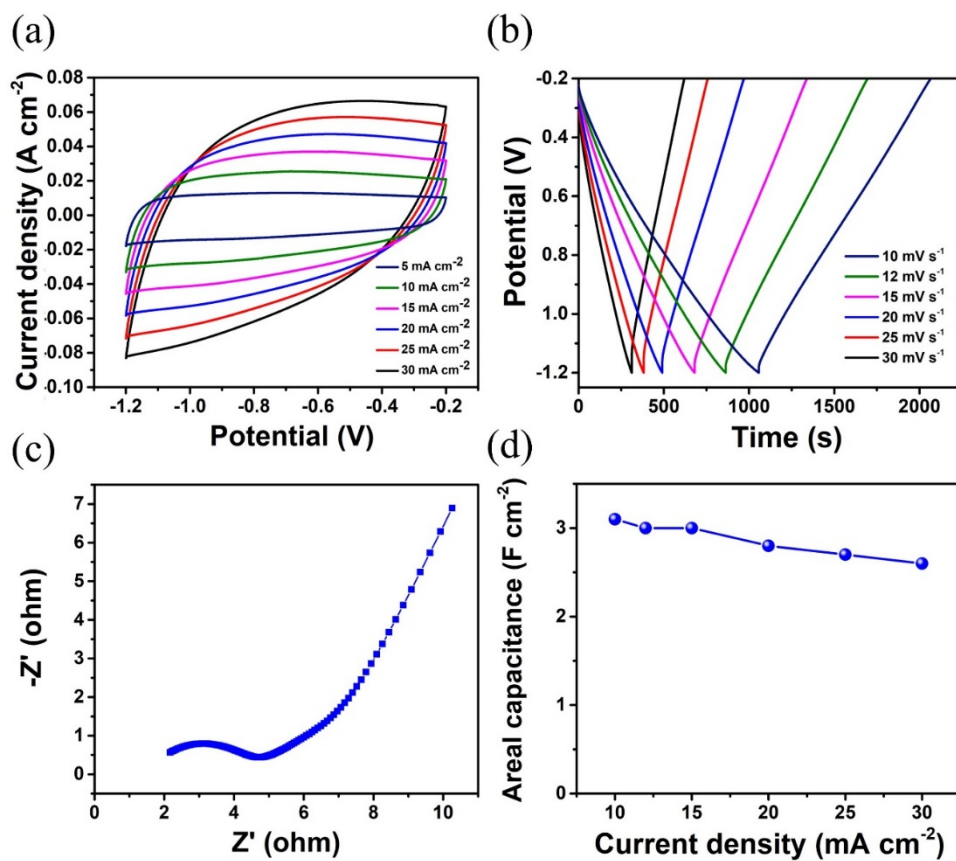 (a)
Current density (A cm-2)
0.08
0.06
0.04
0.02
0.00
-0.02
-0.04
-0.06
-0.08
-0.10
5 mA cm-2
10 mA cm-2
15 mA cm-2
20 mA cm-2
25 mA cm-2
30 mA cm-2
-1.2 -1.0 -0.8 -0.6 -0.4 -0.2
Potential (V)
(b)
Potential (V)
-0.2
0.4
0.6
0.8
1.0
-1.2
10 mV s-1
12 mV s-1
15 mV s-1
20 mV s-1
25 mV s-1
30 mV s-1
0 500 1000 1500 2000
Time (s)
(c)
-Z' (ohm)
7
6
5
4
3
2
1
0
0 2 4 6 8 10
Z' (ohm)
(d)
Areal capacitance (F cm-2)
3
2
1
0
10 15 20 25 30
Current density (mA cm-2)